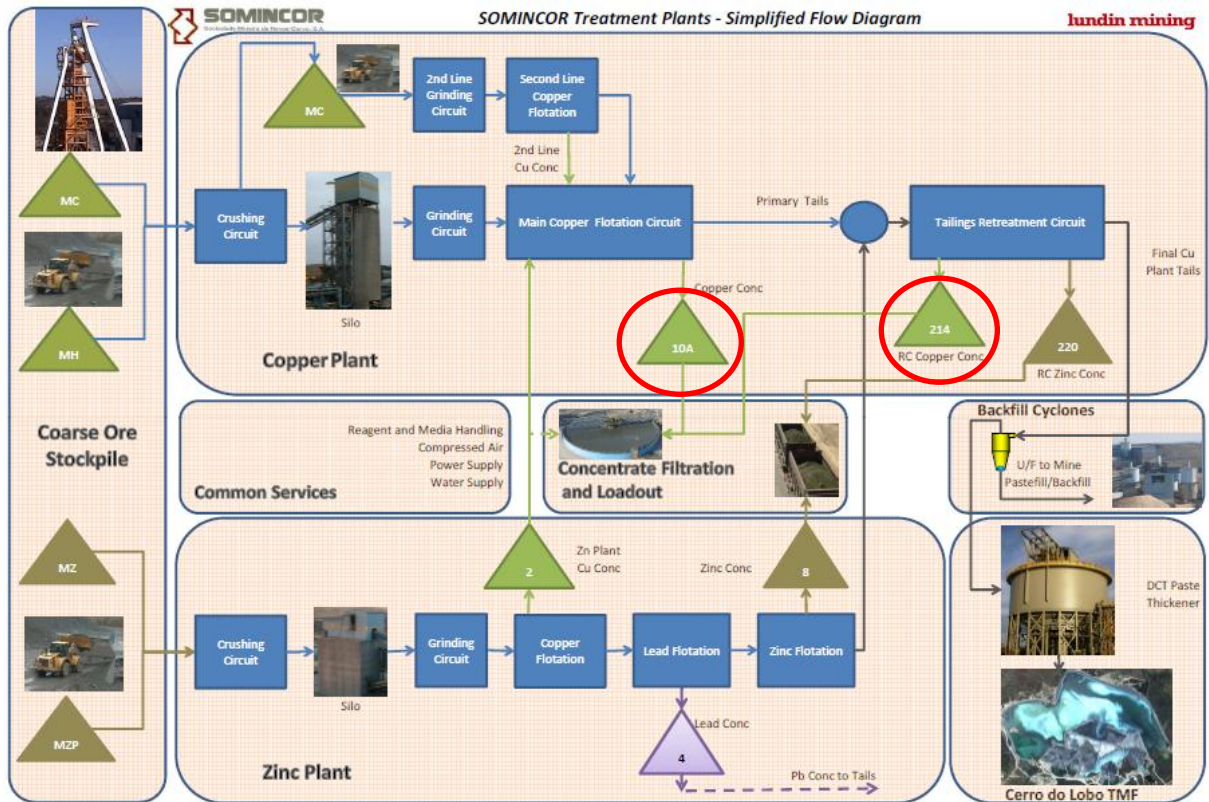 SOMINCOR
Sociedade Mineira de Neves-Corvo, S.A.
SOMINCOR Treatment Plants - Simplified Flow Diagram
lundin mining
MC
MH
Coarse Ore
Stockpile
MZ
MZP
MC
2nd Line
Grinding
Circuit
Second Line
Copper
Flotation
2nd Line
Cu Conc
Crushing
Circuit
Silo
Grinding
Circuit
Main Copper Flotation Circuit
Primary Tails
Tailings Retreatment Circuit
Final Cu
Plant Tails
Copper Conc
10A
214
RC Copper Conc
220
RC Zinc Conc
Copper Plant
Reagent and Media Handling
Compressed Air
Power Supply
Water Supply
Common Services
Concentrate Filtration
and Loadout
Backfill Cyclones
U/F to Mine
Pastefill/Backfill
2
Zn Plant
Cu Conc
Zinc Conc
8
Crushing
Circuit
Silo
Grinding
Circuit
Copper
Flotation
Lead Flotation
Zinc Flotation
Lead Conc
4
Pb Conc to Tails
Zinc Plant
DCT Paste
Thickener
Cerro do Lobo TMF